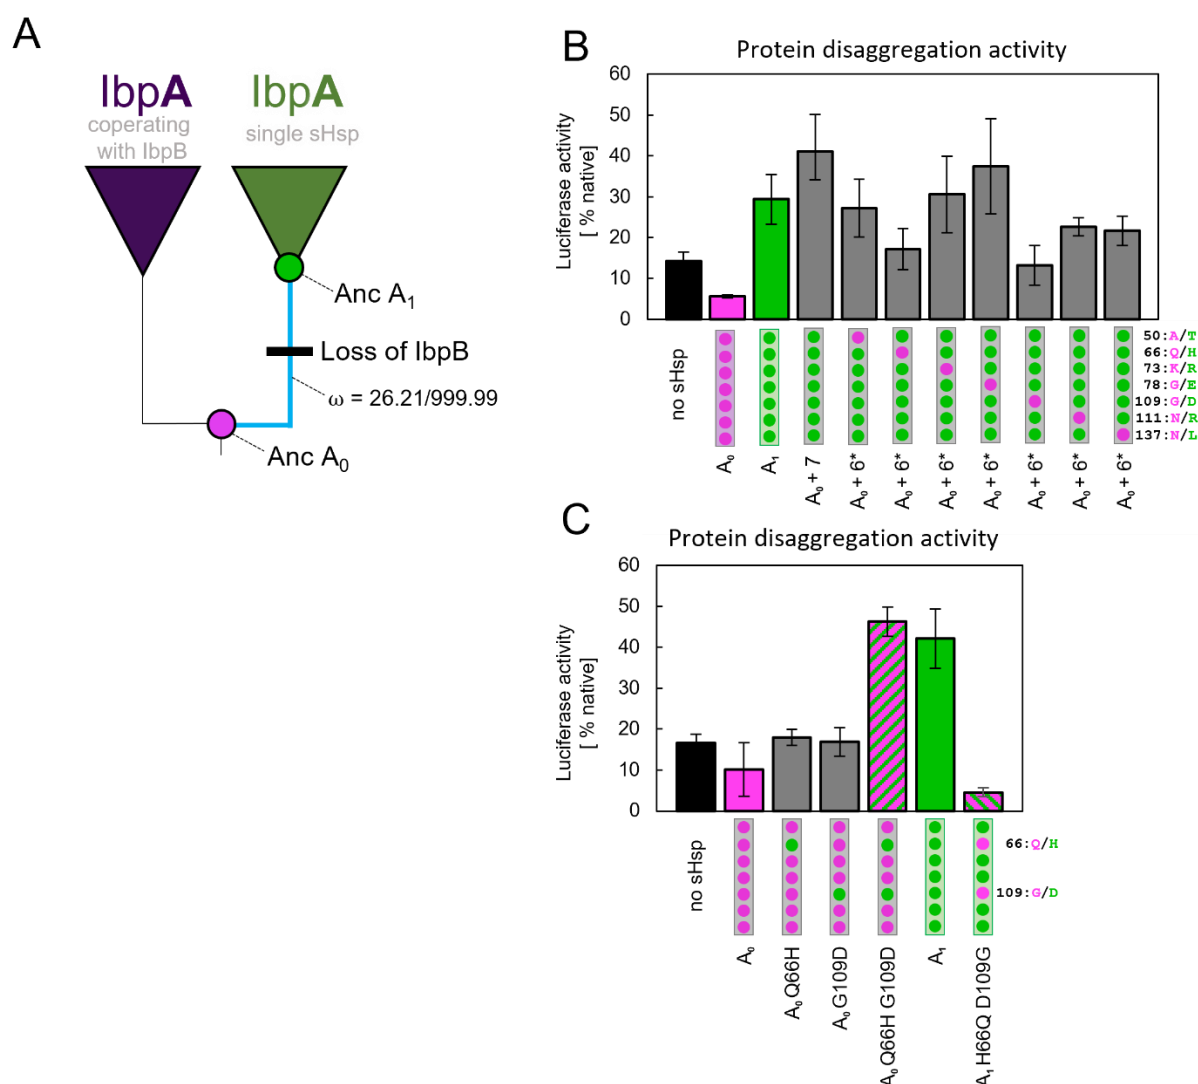 A
IbpA
coperating
with IbpB
IbpA
single sHsp
Anc A₁
Loss of IbpB
ω = 26.21/999.99
Anc A₀
B
Protein disaggregation activity
Luciferase activity
[ % native]
60
50
40
30
20
10
0
50:A/T
66:Q/H
73:K/R
78:G/E
109:G/D
111:N/R
137:N/L
no sHsp
A₀
A₁
A₀ + 7
A₀ + 6*
A₀ + 6*
A₀ + 6*
A₀ + 6*
A₀ + 6*
A₀ + 6*
A₀ + 6*
C
Protein disaggregation activity
Luciferase activity
[ % native]
60
50
40
30
20
10
0
66:Q/H
109:G/D
no sHsp
A₀
A₀ Q66H
A₀ G109D
A₀ Q66H G109D
A₁
A₁ H66Q D109G